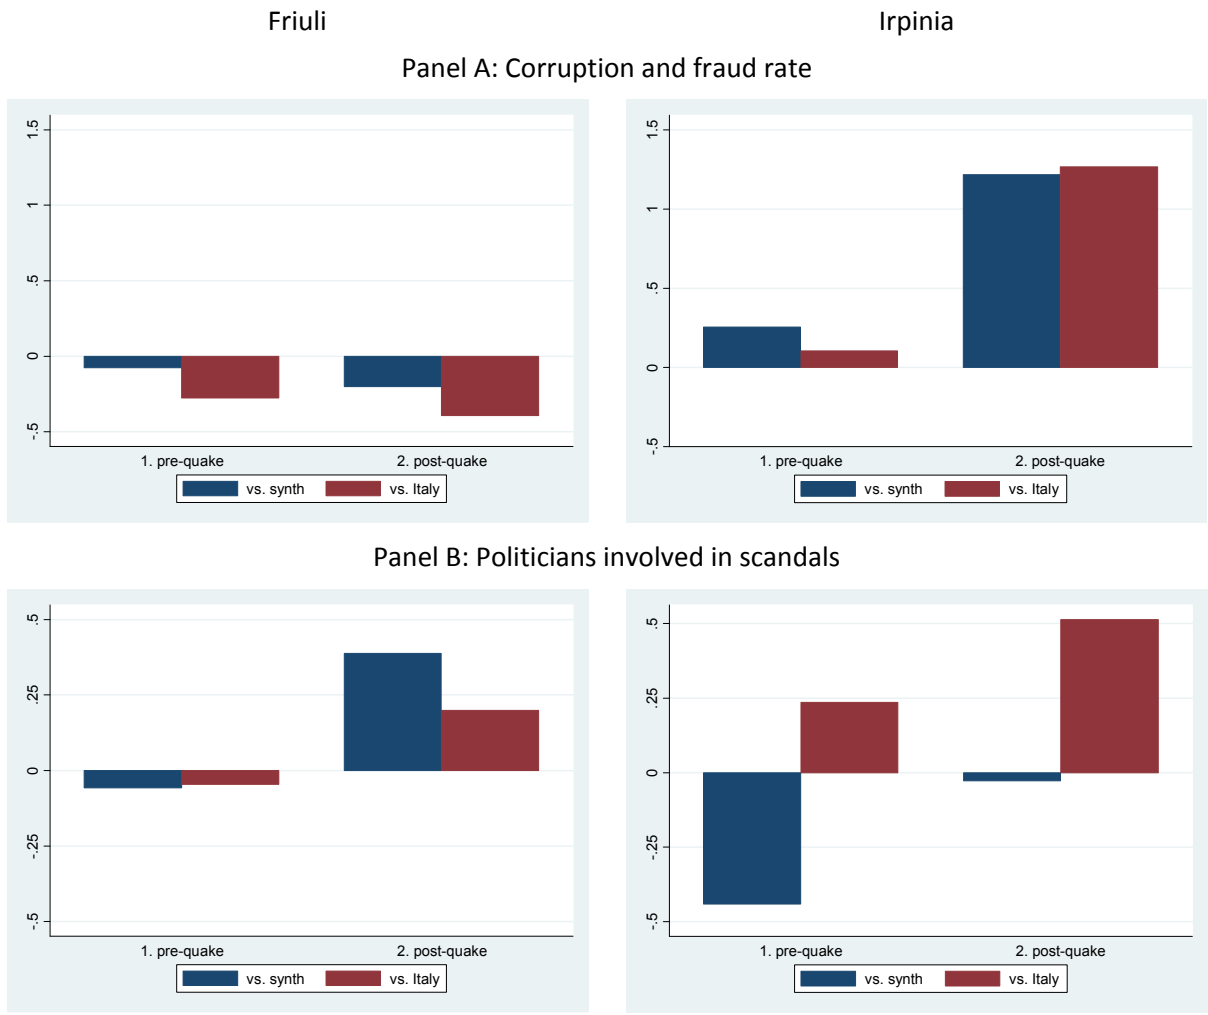 Friuli Irpinia
Panel A: Corruption and fraud rate
1.5
1
.5
0
-.5
1. pre-quake 2. post-quake
vs. synth vs. Italy
1.5
1
.5
0
-.5
1. pre-quake 2. post-quake
vs. synth vs. Italy
Panel B: Politicians involved in scandals
.5
.25
0
-.25
-.5
1. pre-quake 2. post-quake
vs. synth vs. Italy
.5
.25
0
-.25
-.5
1. pre-quake 2. post-quake
vs. synth vs. Italy